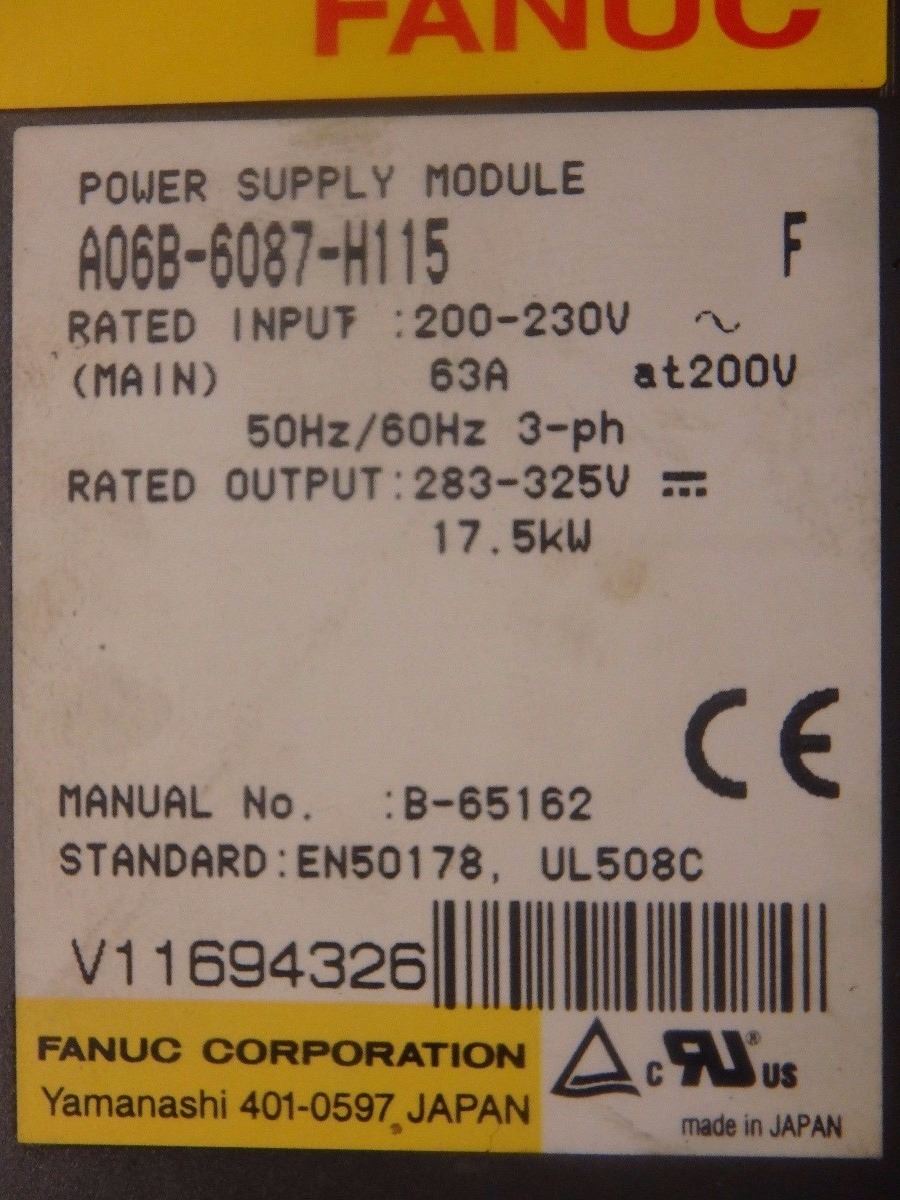 FANUC
POWER SUPPLY MODULE
A06B-6087-H115 F
RATED INPUT :200-230V ~
(MAIN) 63A at200V
50Hz/60Hz 3-ph
RATED OUTPUT:283-325V ⎓
17.5kW
CE
MANUAL No. :B-65162
STANDARD:EN50178, UL508C
V11694326
FANUC CORPORATION
Yamanashi 401-0597, JAPAN
c RU ® US
made in JAPAN